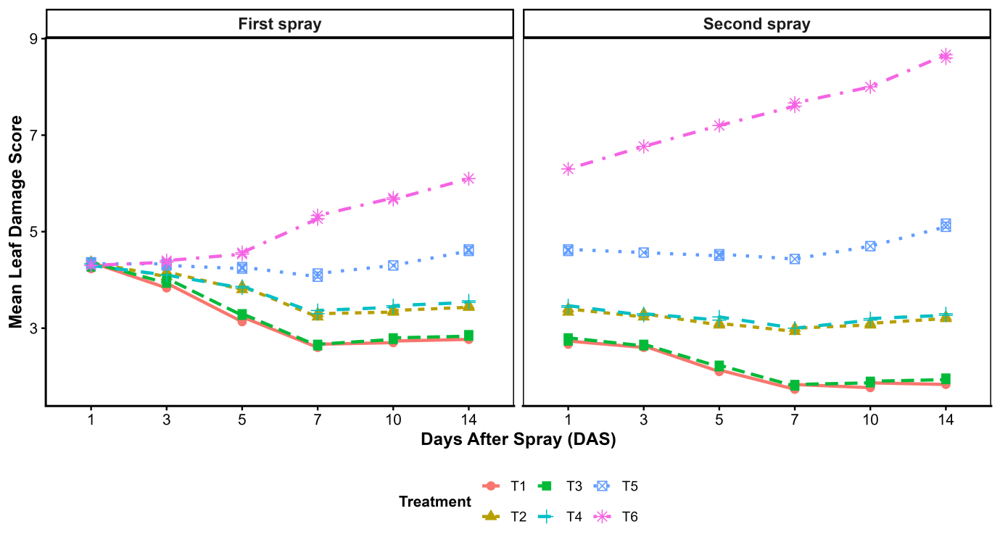 First spray
Second spray
Mean Leaf Damage Score
9
7
5
3
1 3 5 7 10 14
1 3 5 7 10 14
Days After Spray (DAS)
Treatment
T1 T3 T5
T2 T4 T6